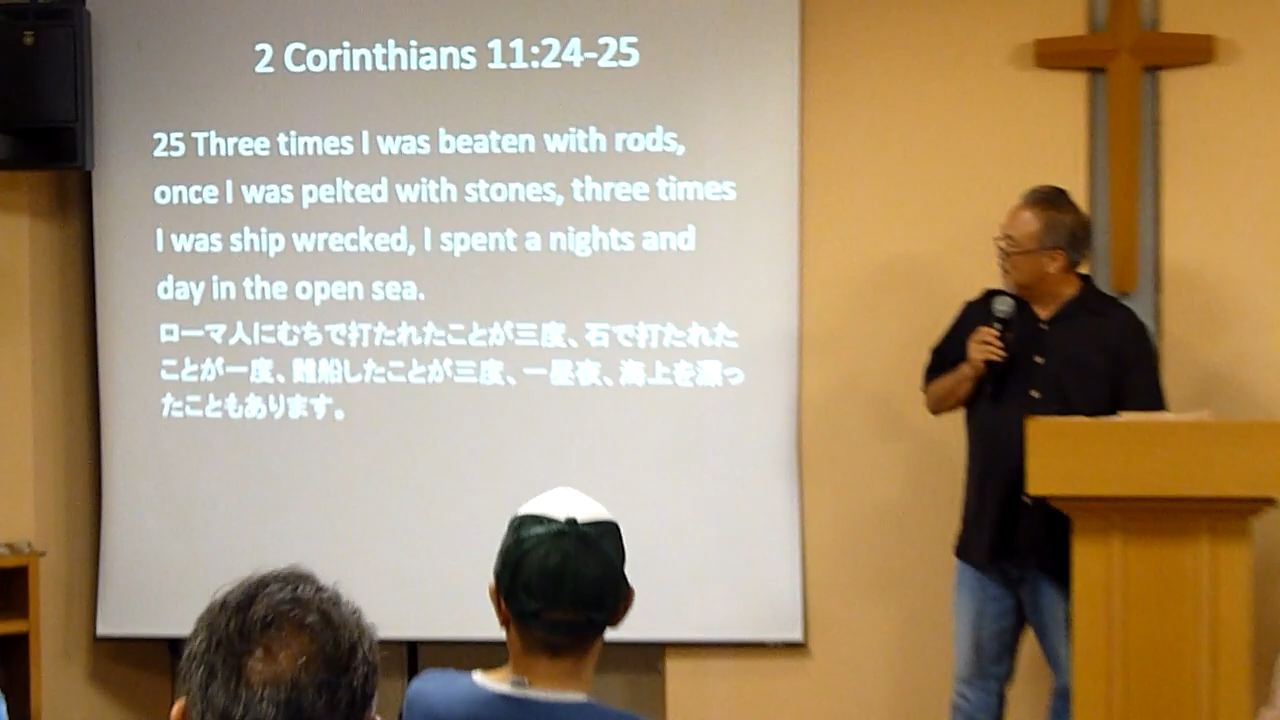 2 Corinthians 11:24-25
25 Three times I was beaten with rods,
once I was pelted with stones, three times
I was ship wrecked, I spent a nights and
day in the open sea.
ローマ人にむちで打たれたことが三度、石で打たれた
ことが一度、難船したことが三度、一昼夜、海上を漂っ
たこともあります。